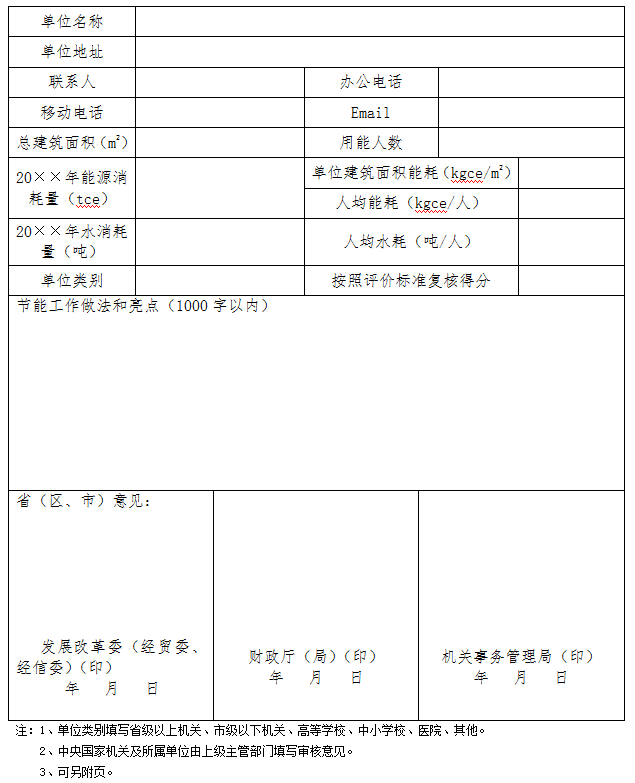 单位名称
单位地址
联系人
办公电话
移动电话
Email
总建筑面积(m²)
用能人数
20××年能源消
耗量（tce）
单位建筑面积能耗(kgce/m²)
人均能耗（kgce/人）
20××年水消耗
量（吨）
人均水耗（吨/人）
单位类别
按照评价标准复核得分
节能工作做法和亮点（1000字以内）
省（区、市）意见：
发展改革委（经贸委、
经信委）（印）
年 月 日
财政厅（局）（印）
年 月 日
机关事务管理局（印）
年 月 日
注：1、单位类别填写省级以上机关、市级以下机关、高等学校、中小学校、医院、其他。
2、中央国家机关及所属单位由上级主管部门填写审核意见。
3、可另附页。